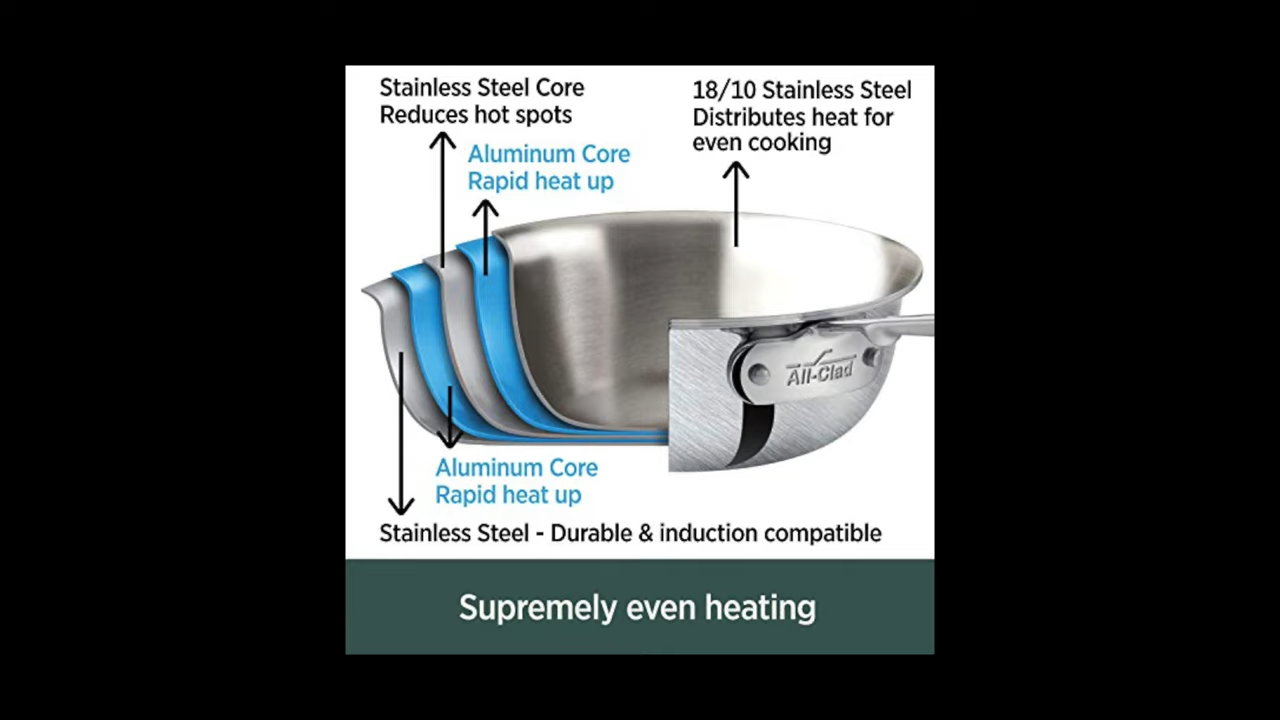 Stainless Steel Core
Reduces hot spots
18/10 Stainless Steel
Distributes heat for
even cooking
Aluminum Core
Rapid heat up
All-Clad
Aluminum Core
Rapid heat up
Stainless Steel - Durable & induction compatible
Supremely even heating